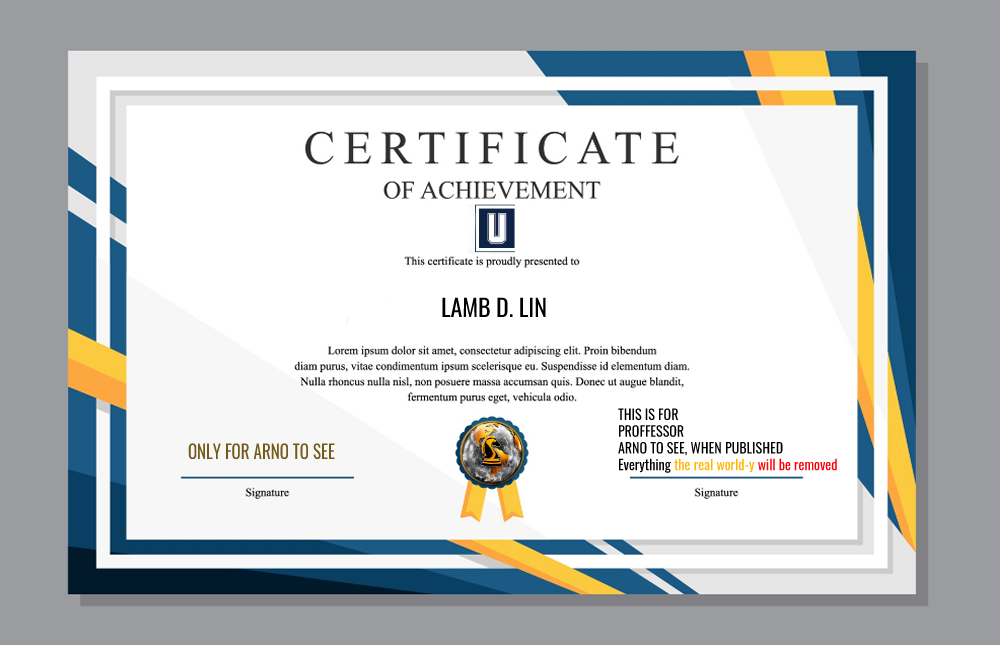 CERTIFICATE
OF ACHIEVEMENT
U
This certificate is proudly presented to
LAMB D. LIN
Lorem ipsum dolor sit amet, consectetur adipiscing elit. Proin bibendum
diam purus, vitae condimentum ipsum scelerisque eu. Suspendisse id elementum diam.
Nulla rhoncus nulla nisl, non posuere massa accumsan quis. Donec ut augue blandit,
fermentum purus eget, vehicula odio.
ONLY FOR ARNO TO SEE
Signature
THIS IS FOR
PROFFESSOR
ARNO TO SEE, WHEN PUBLISHED
Everything the real world-y will be removed
Signature